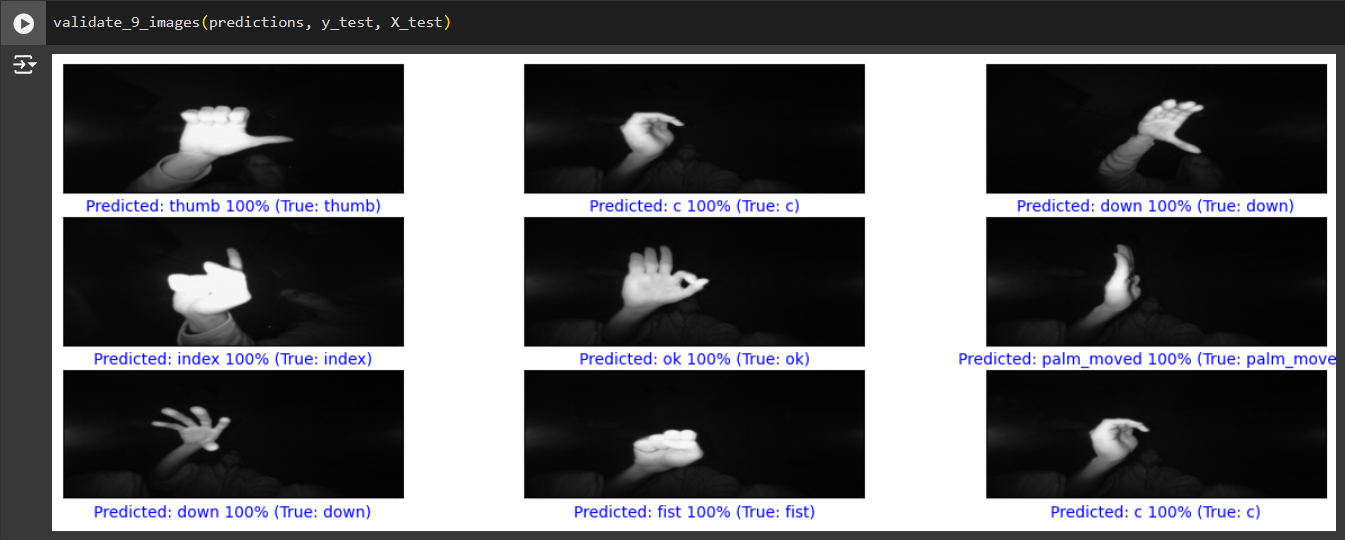 validate_9_images(predictions, y_test, X_test)
Predicted: thumb 100% (True: thumb)
Predicted: c 100% (True: c)
Predicted: down 100% (True: down)
Predicted: index 100% (True: index)
Predicted: ok 100% (True: ok)
Predicted: palm_moved 100% (True: palm_move
Predicted: down 100% (True: down)
Predicted: fist 100% (True: fist)
Predicted: c 100% (True: c)